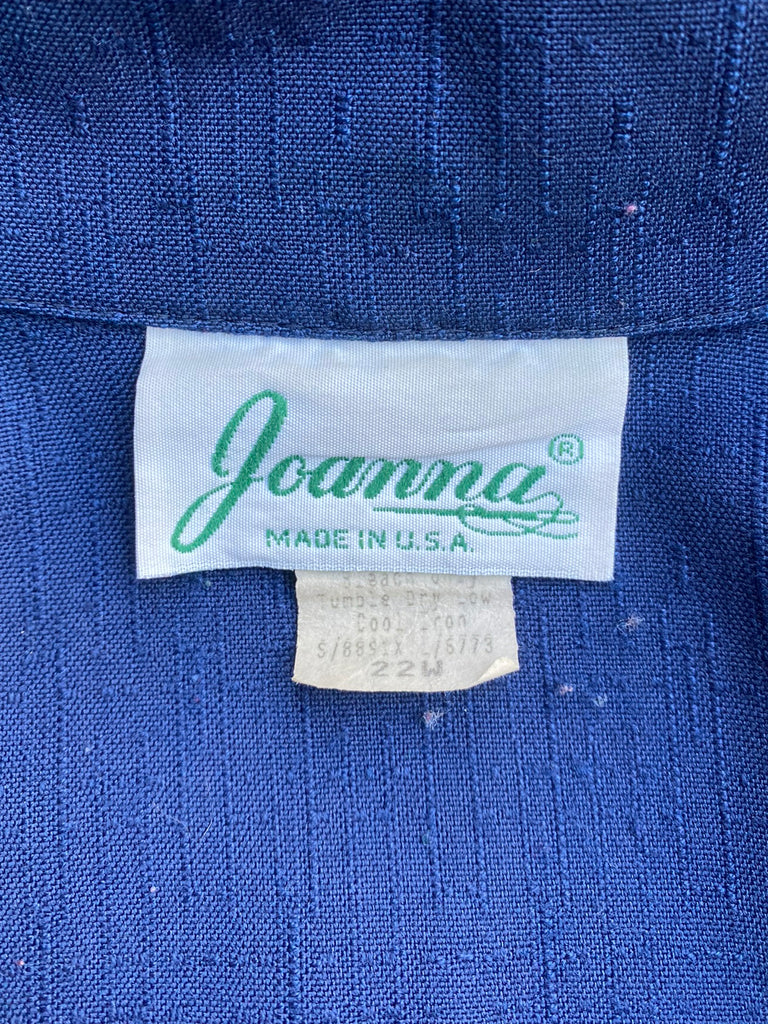 Joanna ®
MADE IN U.S.A.
Tumble Dry Low
Cool Iron
22W